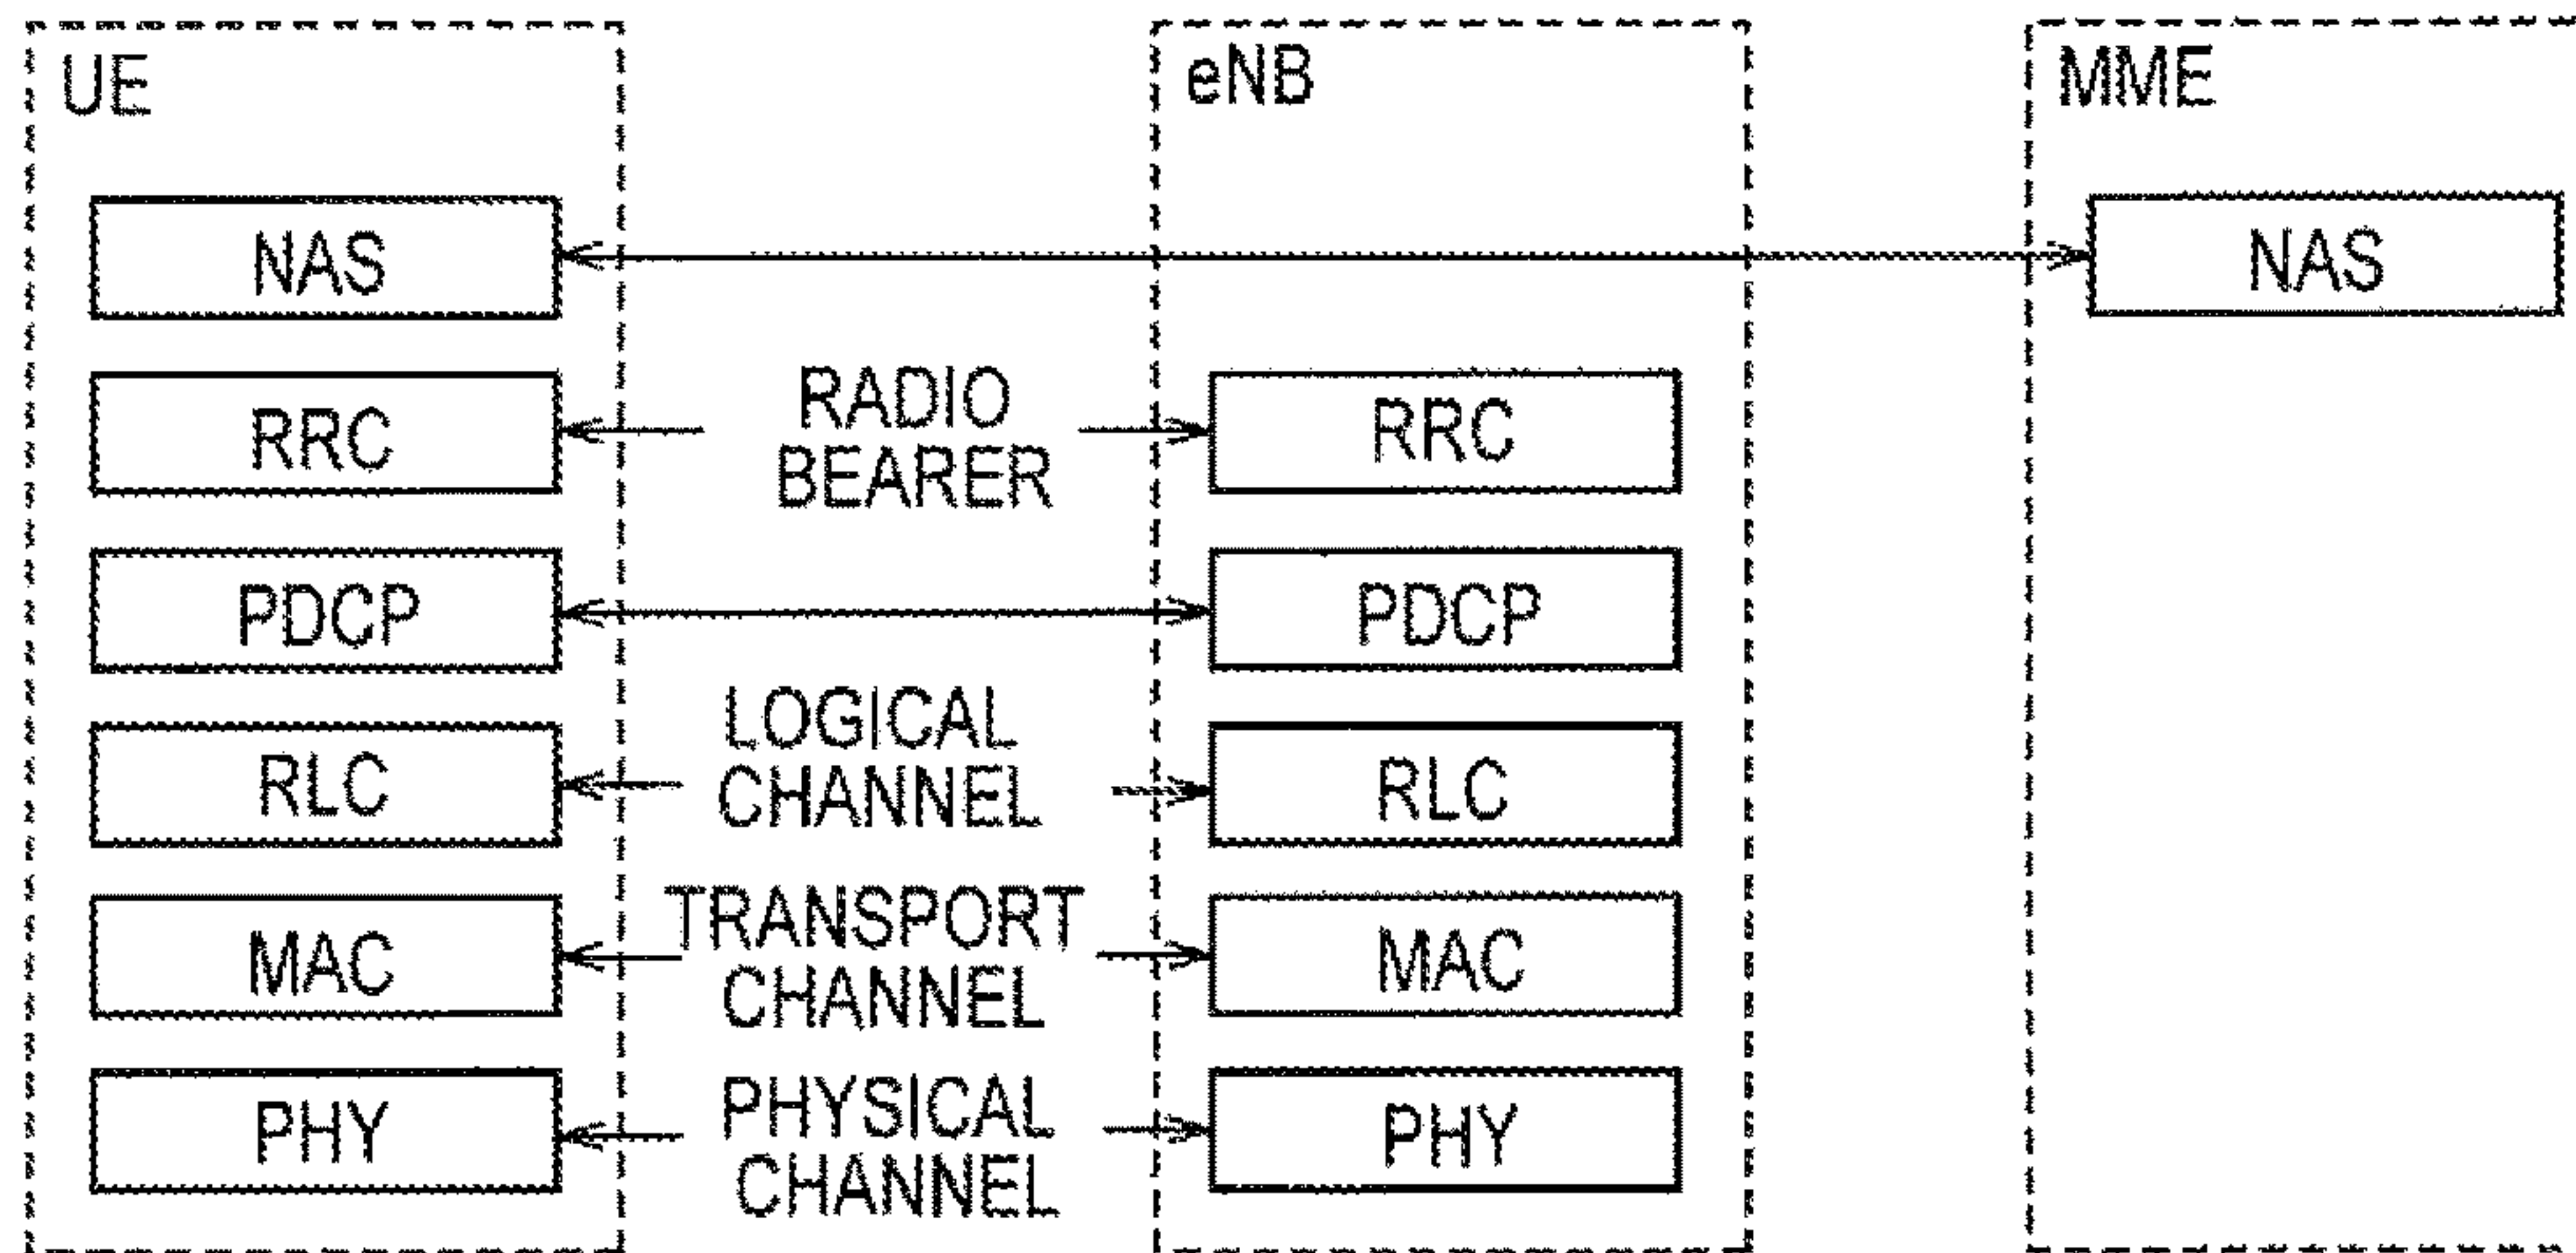 UE
eNB
MME
NAS
NAS
RRC
RADIO
BEARER
RRC
PDCP
PDCP
RLC
LOGICAL
CHANNEL
RLC
MAC
TRANSPORT
CHANNEL
MAC
PHY
PHYSICAL
CHANNEL
PHY